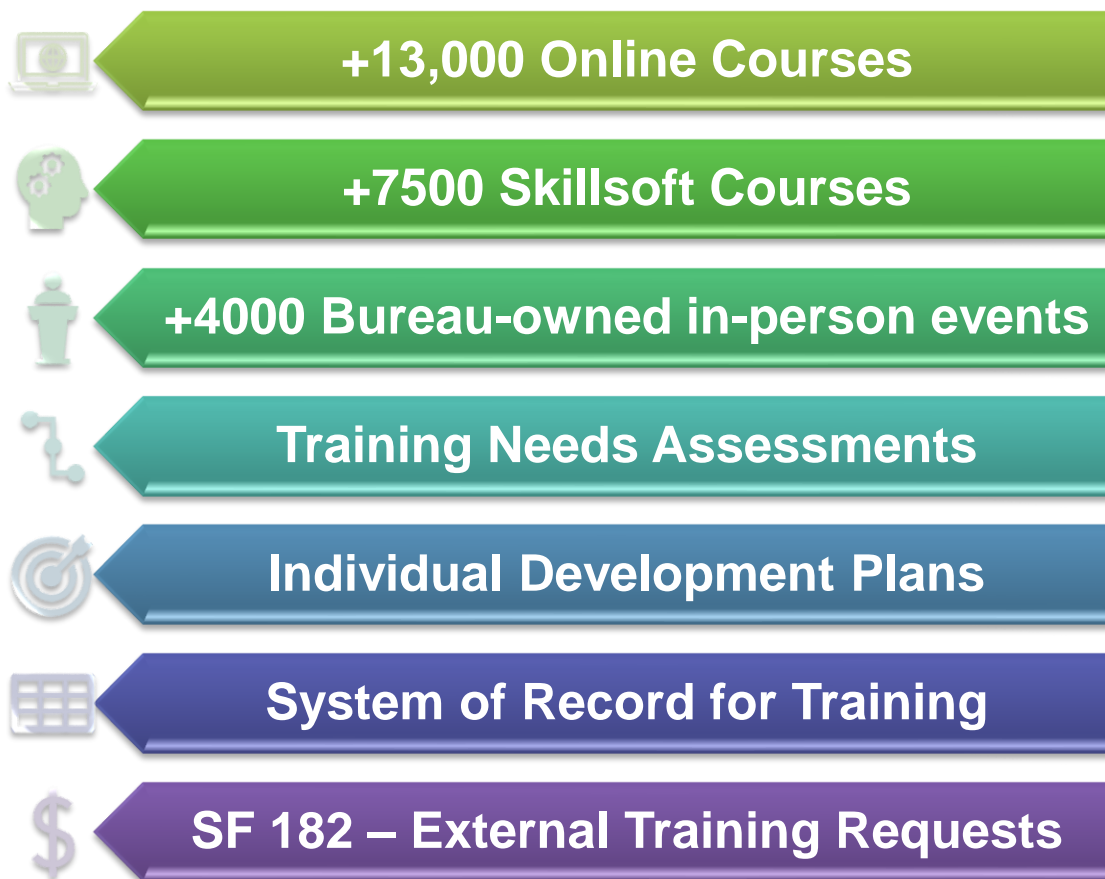 +13,000 Online Courses
+7500 Skillsoft Courses
+4000 Bureau-owned in-person events
Training Needs Assessments
Individual Development Plans
System of Record for Training
$
SF 182 – External Training Requests